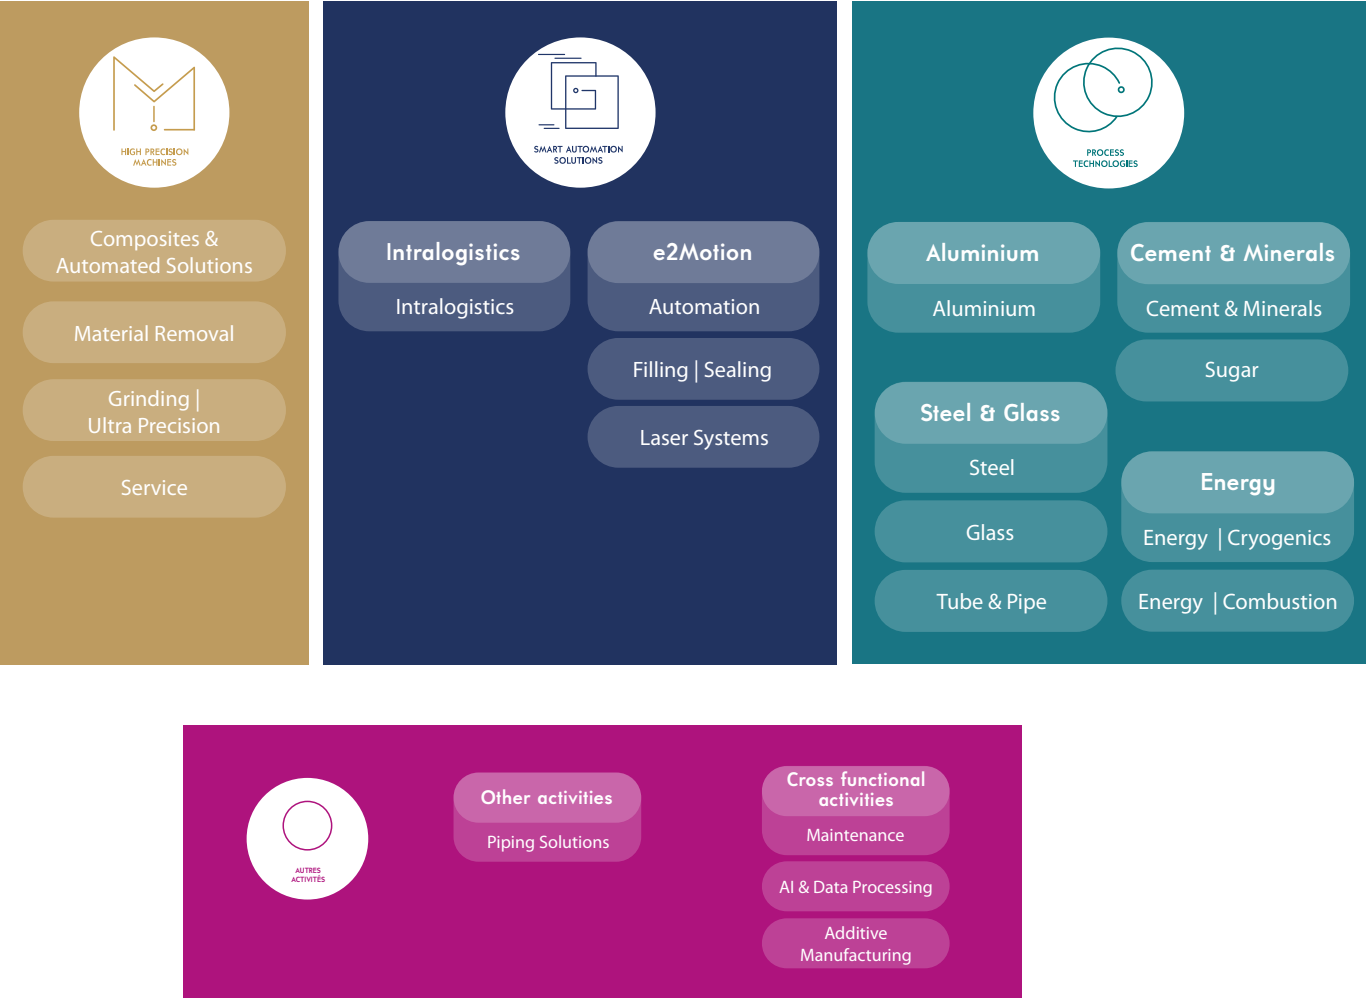 HIGH PRECISION
MACHINES
Composites &
Automated Solutions
Material Removal
Grinding |
Ultra Precision
Service
SMART AUTOMATION
SOLUTIONS
Intralogistics
Intralogistics
e2Motion
Automation
Filling | Sealing
Laser Systems
PROCESS
TECHNOLOGIES
Aluminium
Aluminium
Cement & Minerals
Cement & Minerals
Sugar
Steel & Glass
Steel
Glass
Tube & Pipe
Energy
Energy | Cryogenics
Energy | Combustion
AUTRES
ACTIVITÉS
Other activities
Piping Solutions
Cross functional
activities
Maintenance
AI & Data Processing
Additive
Manufacturing